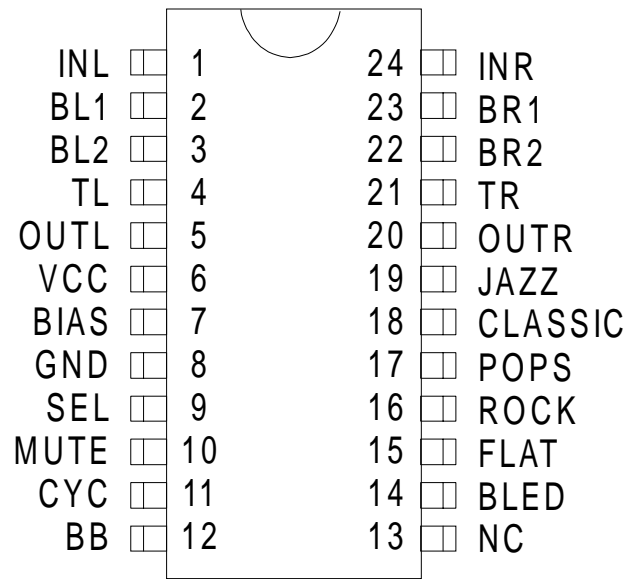 INL 1 24 INR
BL1 2 23 BR1
BL2 3 22 BR2
TL 4 21 TR
OUTL 5 20 OUTR
VCC 6 19 JAZZ
BIAS 7 18 CLASSIC
GND 8 17 POPS
SEL 9 16 ROCK
MUTE 10 15 FLAT
CYC 11 14 BLED
BB 12 13 NC